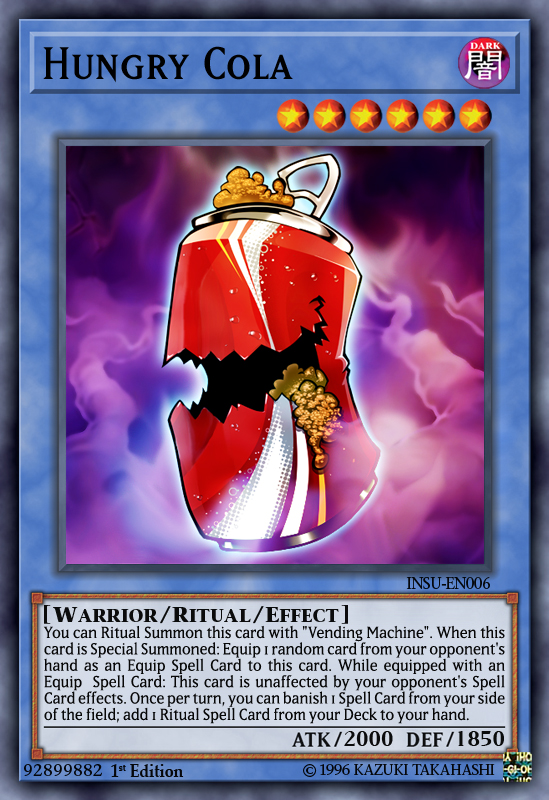 Hungry Cola
DARK
闇
INSU-EN006
[Warrior/Ritual/Effect]
You can Ritual Summon this card with "Vending Machine". When this
card is Special Summoned: Equip 1 random card from your opponent's
hand as an Equip Spell Card to this card. While equipped with an
Equip Spell Card: This card is unaffected by your opponent's Spell
Card effects. Once per turn, you can banish 1 Spell Card from your side
of the field; add 1 Ritual Spell Card from your Deck to your hand.
ATK/2000 DEF/1850
92899882 1st Edition © 1996 KAZUKI TAKAHASHI